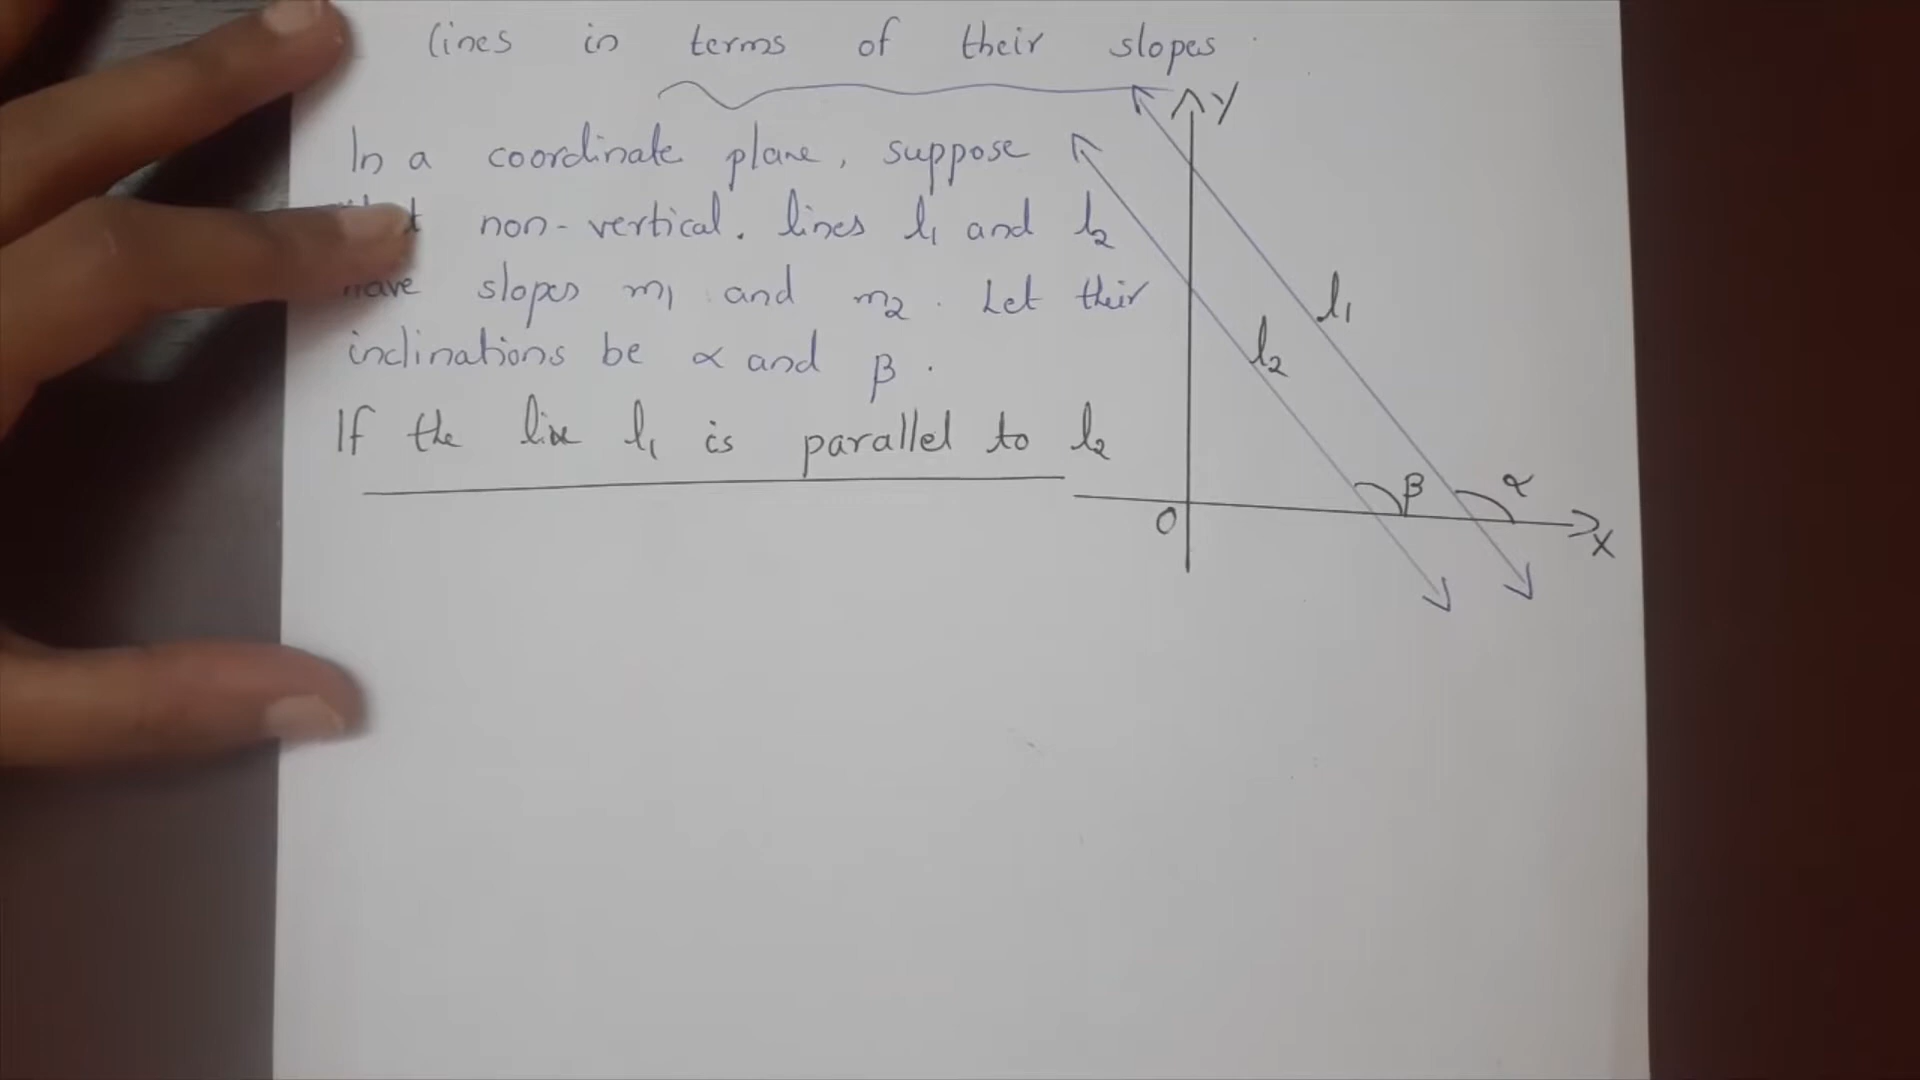 lines in terms of their slopes
In a coordinate plane, suppose
non-vertical. lines l₁ and l₂
have slopes m₁ and m₂. Let their
inclinations be α and β.
If the line l₁ is parallel to l₂
Y
l₁
l₂
β
α
O
X